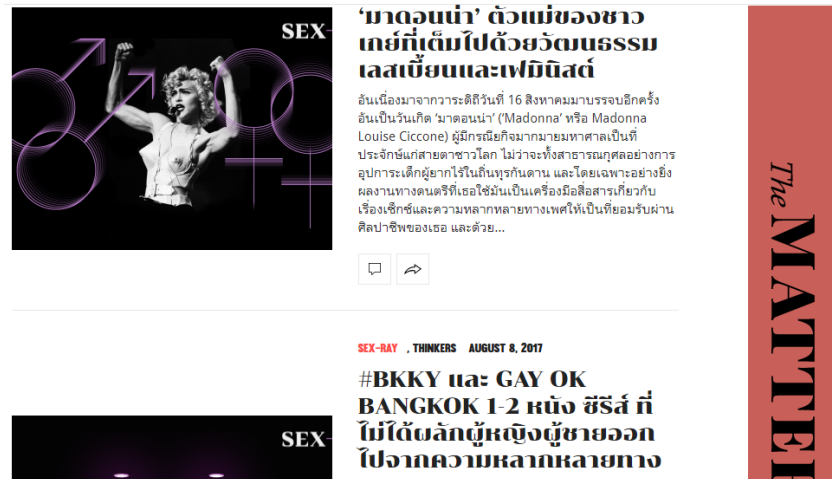 SEX-
‘มาดอนน่า’ ตัวแม่ของชาว
เกย์ที่เต็มไปด้วยวัฒนธรรม
เลสเบี้ยนและเฟมินิสต์
อันเนื่องมาจากวาระดิถีวันที่ 16 สิงหาคมมาบรรจบอีกครั้ง
อันเป็นวันเกิด ‘มาดอนน่า’ (‘Madonna’ หรือ Madonna
Louise Ciccone) ผู้มีกรณียกิจมากมายมหาศาลเป็นที่
ประจักษ์แก่สายตาชาวโลก ไม่ว่าจะทั้งสาธารณกุศลอย่างการ
อุปการะเด็กผู้ยากไร้ในถิ่นทุรกันดาน และโดยเฉพาะอย่างยิ่ง
ผลงานทางดนตรีที่เธอใช้มันเป็นเครื่องมือสื่อสารเกี่ยวกับ
เรื่องเซ็กซ์และความหลากหลายทางเพศให้เป็นที่ยอมรับผ่าน
ศิลปาชีพของเธอ และด้วย...
SEX-RAY , THINKERS AUGUST 8, 2017
#BKKY และ GAY OK
BANGKOK 1-2 หนัง ซีรีส์ ที่
ไม่ได้ผลักผู้หญิงผู้ชายออก
ไปจากความหลากหลายทาง
SEX-
The MATTER